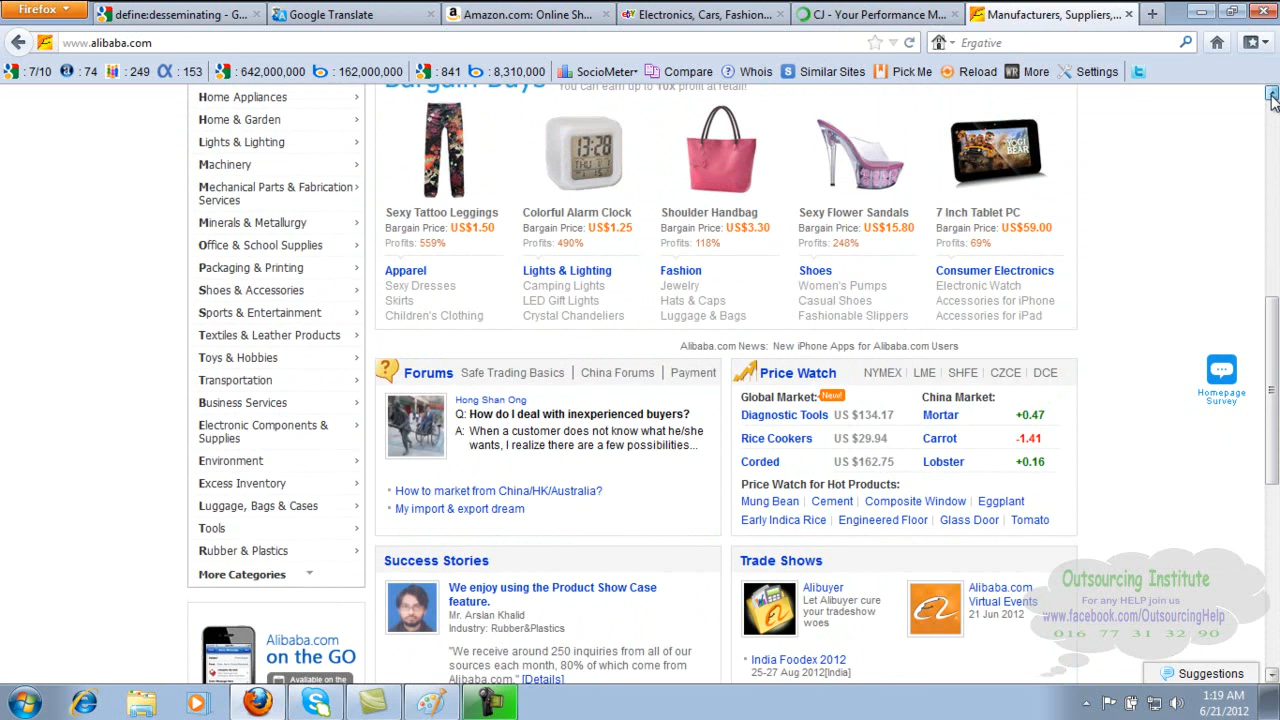 Firefox
define:desseminating - G...
Google Translate
Amazon.com: Online Sh...
Electronics, Cars, Fashion...
CJ - Your Performance M...
Manufacturers, Suppliers,...
www.alibaba.com
Ergative
: 7/10 : 74 : 249 : 153 : 642,000,000 : 162,000,000 : 841 : 8,310,000 SocioMeter Compare Whois Similar Sites Pick Me Reload More Settings
Bargain Buys You can earn up to 10x profit at retail!
Home Appliances
Home & Garden
Lights & Lighting
Machinery
Mechanical Parts & Fabrication
Services
Minerals & Metallurgy
Office & School Supplies
Packaging & Printing
Shoes & Accessories
Sports & Entertainment
Textiles & Leather Products
Toys & Hobbies
Transportation
Business Services
Electronic Components &
Supplies
Environment
Excess Inventory
Luggage, Bags & Cases
Tools
Rubber & Plastics
More Categories
Alibaba.com
on the GO
Available on the
13:28
YOGI
BEAR
Sexy Tattoo Leggings
Bargain Price: US$1.50
Profits: 559%
Apparel
Sexy Dresses
Skirts
Children's Clothing
Colorful Alarm Clock
Bargain Price: US$1.25
Profits: 490%
Lights & Lighting
Camping Lights
LED Gift Lights
Crystal Chandeliers
Shoulder Handbag
Bargain Price: US$3.30
Profits: 118%
Fashion
Jewelry
Hats & Caps
Luggage & Bags
Sexy Flower Sandals
Bargain Price: US$15.80
Profits: 248%
Shoes
Women's Pumps
Casual Shoes
Fashionable Slippers
7 Inch Tablet PC
Bargain Price: US$59.00
Profits: 69%
Consumer Electronics
Electronic Watch
Accessories for iPhone
Accessories for iPad
Alibaba.com News: New iPhone Apps for Alibaba.com Users
Forums Safe Trading Basics | China Forums | Payment
Hong Shan Ong
Q: How do I deal with inexperienced buyers?
A: When a customer does not know what he/she
wants, I realize there are a few possibilities...
How to market from China/HK/Australia?
My import & export dream
Price Watch NYMEX | LME | SHFE | CZCE | DCE
Global Market: New! China Market:
Diagnostic Tools US $134.17 Mortar +0.47
Rice Cookers US $29.94 Carrot -1.41
Corded US $162.75 Lobster +0.16
Price Watch for Hot Products:
Mung Bean | Cement | Composite Window | Eggplant
Early Indica Rice | Engineered Floor | Glass Door | Tomato
Homepage
Survey
Success Stories
We enjoy using the Product Show Case
feature.
Mr. Arslan Khalid
Industry: Rubber&Plastics
"We receive around 250 inquiries from all of our
sources each month, 80% of which come from
Alibaba.com." [Details]
Trade Shows
Alibuyer
Let Alibuyer cure
your tradeshow
woes
Alibaba.com
Virtual Events
21 Jun 2012
India Foodex 2012
25-27 Aug 2012[India]
Outsourcing Institute
For any HELP join us
www.facebook.com/OutsourcingHelp
016 77 31 32 90
Suggestions
1:19 AM
6/21/2012